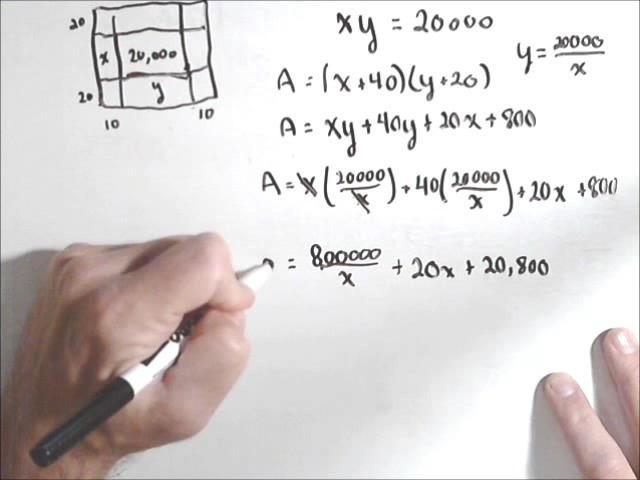 20
x 20,000
20 y
10 10
xy = 20000
y = 20000/x
A = (x+40)(y+20)
A = xy + 40y + 20x + 800
A = x(20000/x) + 40(20000/x) + 20x + 800
= 800000/x + 20x + 20,800